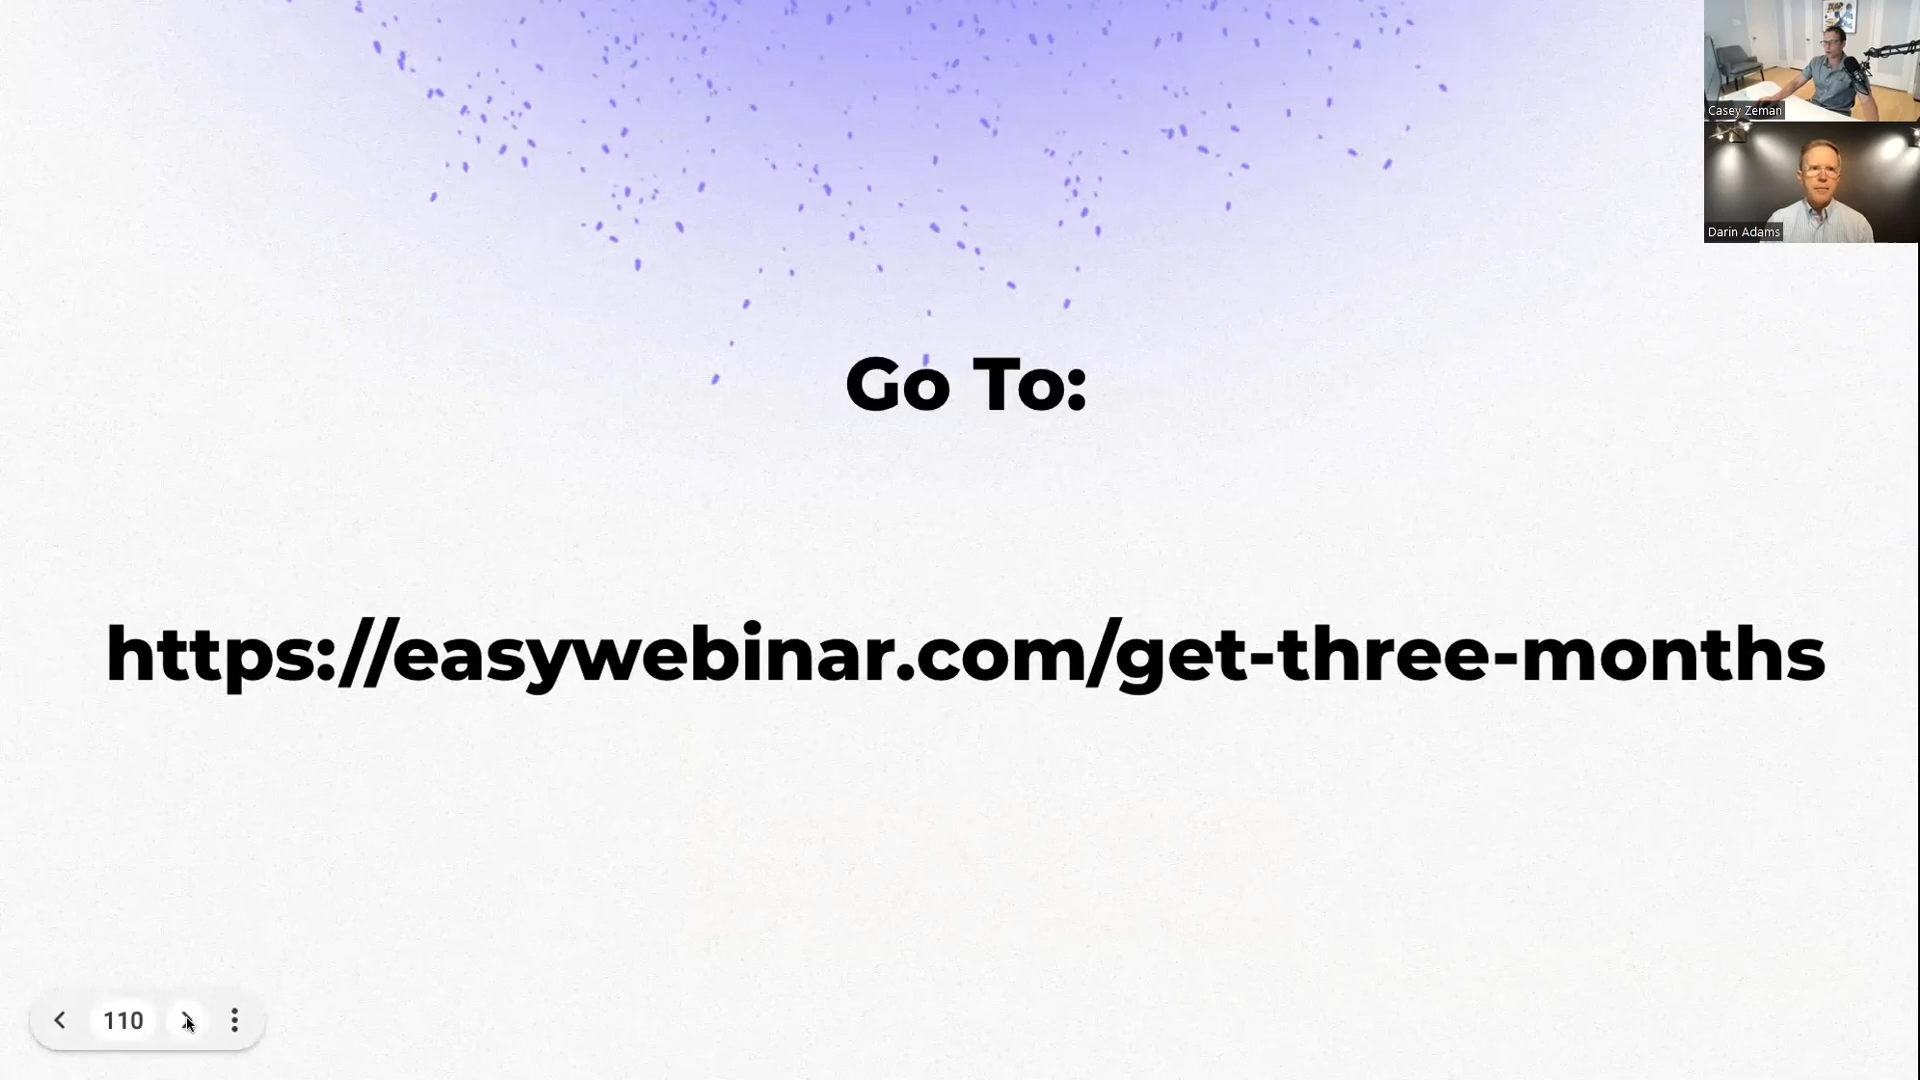 Casey Zeman
Darin Adams
Go To:
https://easywebinar.com/get-three-months
110